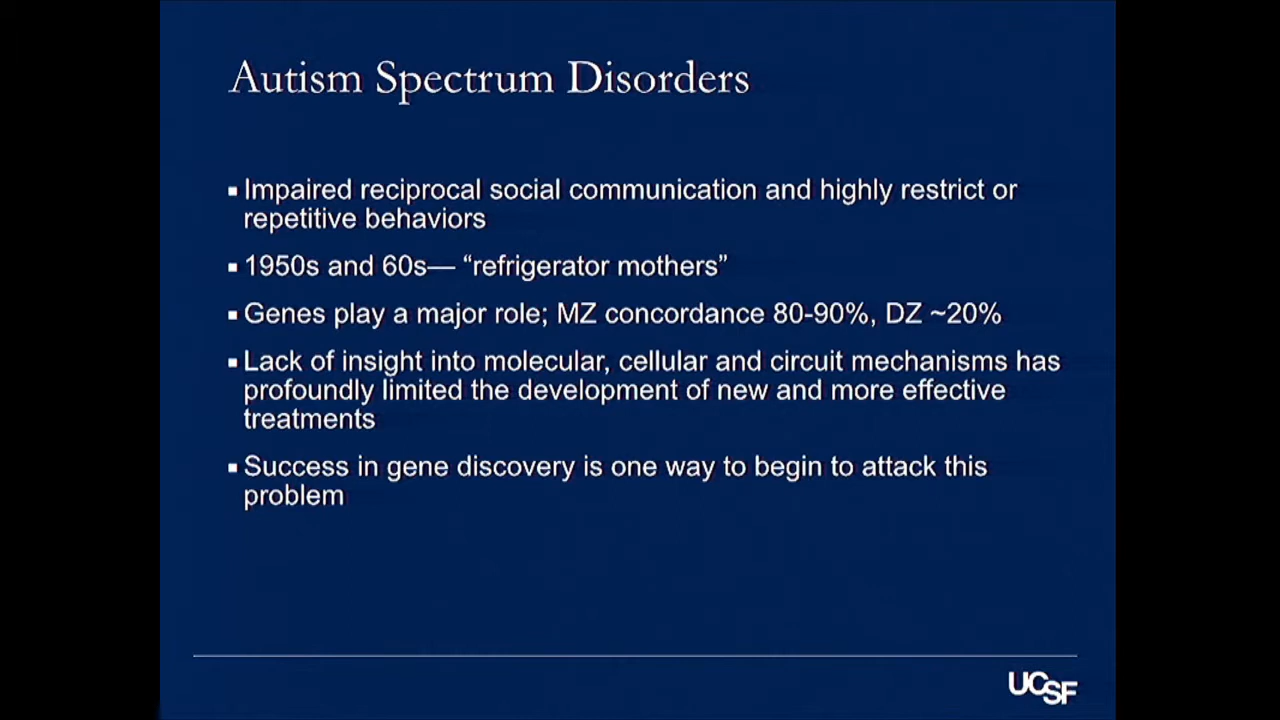 Autism Spectrum Disorders
▪Impaired reciprocal social communication and highly restrict or
repetitive behaviors
▪1950s and 60s— “refrigerator mothers”
▪Genes play a major role; MZ concordance 80-90%, DZ ~20%
▪Lack of insight into molecular, cellular and circuit mechanisms has
profoundly limited the development of new and more effective
treatments
▪Success in gene discovery is one way to begin to attack this
problem
UCSF